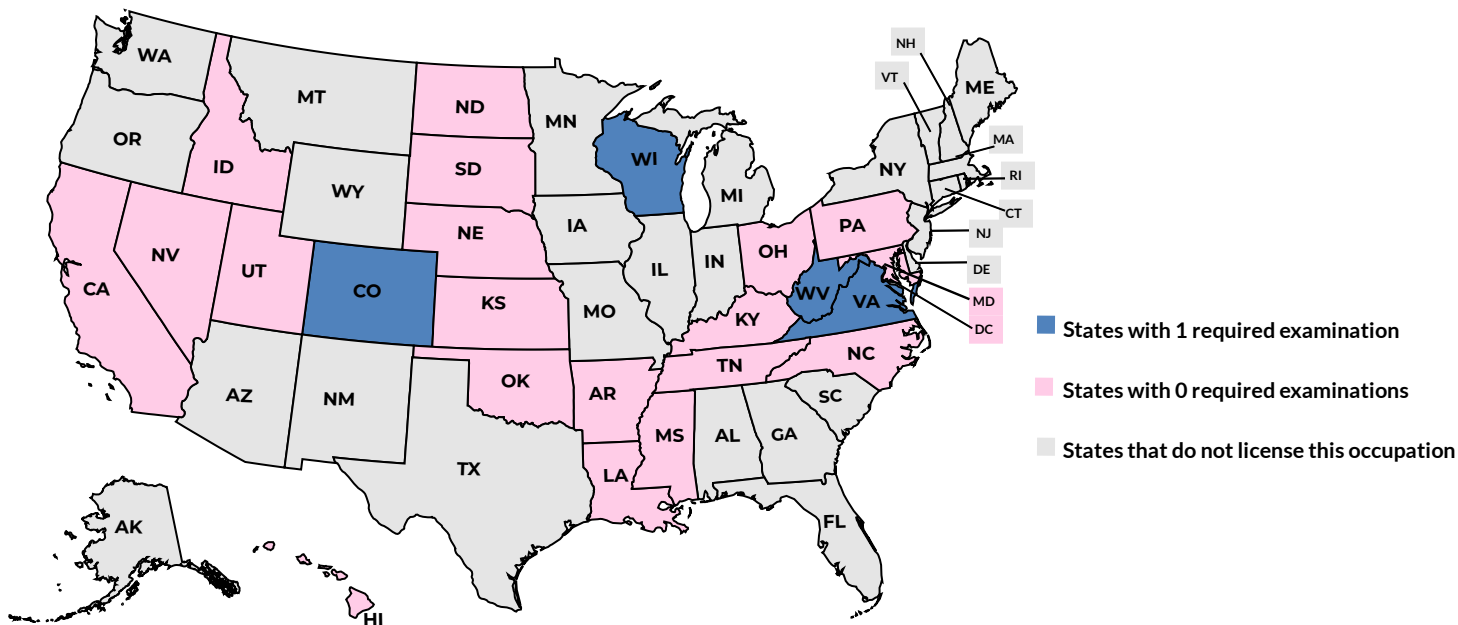 NH
WA
VT
ME
MT
ND
MN
OR
MA
WI
ID
SD
NY
RI
WY
MI
CT
PA
IA
NE
NJ
OH
NV
IL
IN
UT
DE
CA
CO
WV
VA
MD
KS
MO
KY
DC
States with 1 required examination
NC
TN
OK
States with 0 required examinations
AZ
NM
AR
SC
MS
AL
GA
States that do not license this occupation
TX
LA
FL
AK
HI